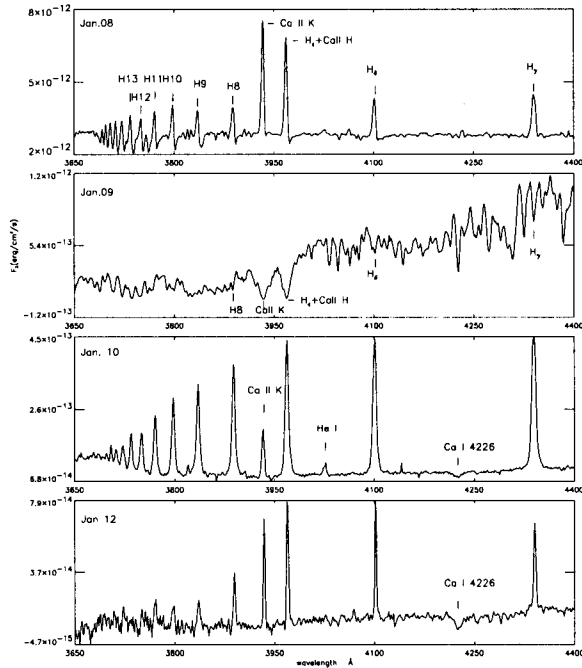 Jan.08
8×10⁻¹²
5×10⁻¹²
2×10⁻¹²
H13
H12
H11
H10
H9
H8
Ca II K
Hε+CaII H
Hδ
Hγ
3650 3800 3950 4100 4250 4400
Jan.09
1.2×10⁻¹²
5.4×10⁻¹³
-1.2×10⁻¹³
Fλ(erg/cm²/s)
H8
CaII K
Hε+CaII H
Hδ
Hγ
3650 3800 3950 4100 4250 4400
Jan. 10
4.5×10⁻¹³
2.6×10⁻¹³
6.8×10⁻¹⁴
Ca II K
He I
Ca I 4226
3650 3800 3950 4100 4250 4400
Jan 12
7.9×10⁻¹⁴
3.7×10⁻¹⁴
-4.7×10⁻¹⁵
Ca I 4226
3650 3800 3950 4100 4250 4400
wavelength Å